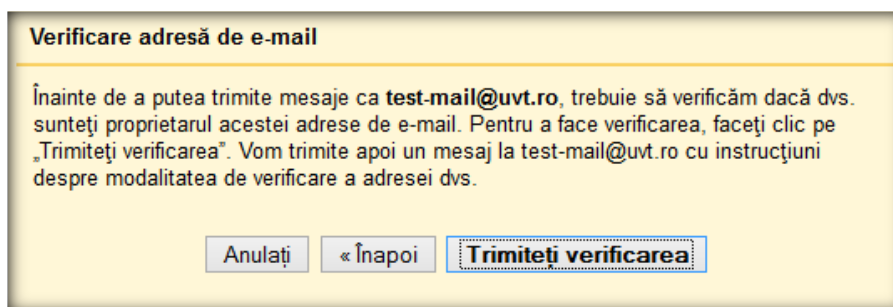 Verificare adresă de e-mail
Înainte de a putea trimite mesaje ca test-mail@uvt.ro, trebuie să verificăm dacă dvs.
sunteţi proprietarul acestei adrese de e-mail. Pentru a face verificarea, faceţi clic pe
„Trimiteţi verificarea”. Vom trimite apoi un mesaj la test-mail@uvt.ro cu instrucţiuni
despre modalitatea de verificare a adresei dvs.
Anulați « Înapoi Trimiteți verificarea